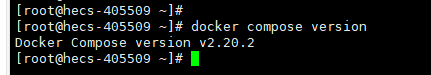 [root@hecs-405509 ~]#
[root@hecs-405509 ~]# docker compose version
Docker Compose version v2.20.2
[root@hecs-405509 ~]#